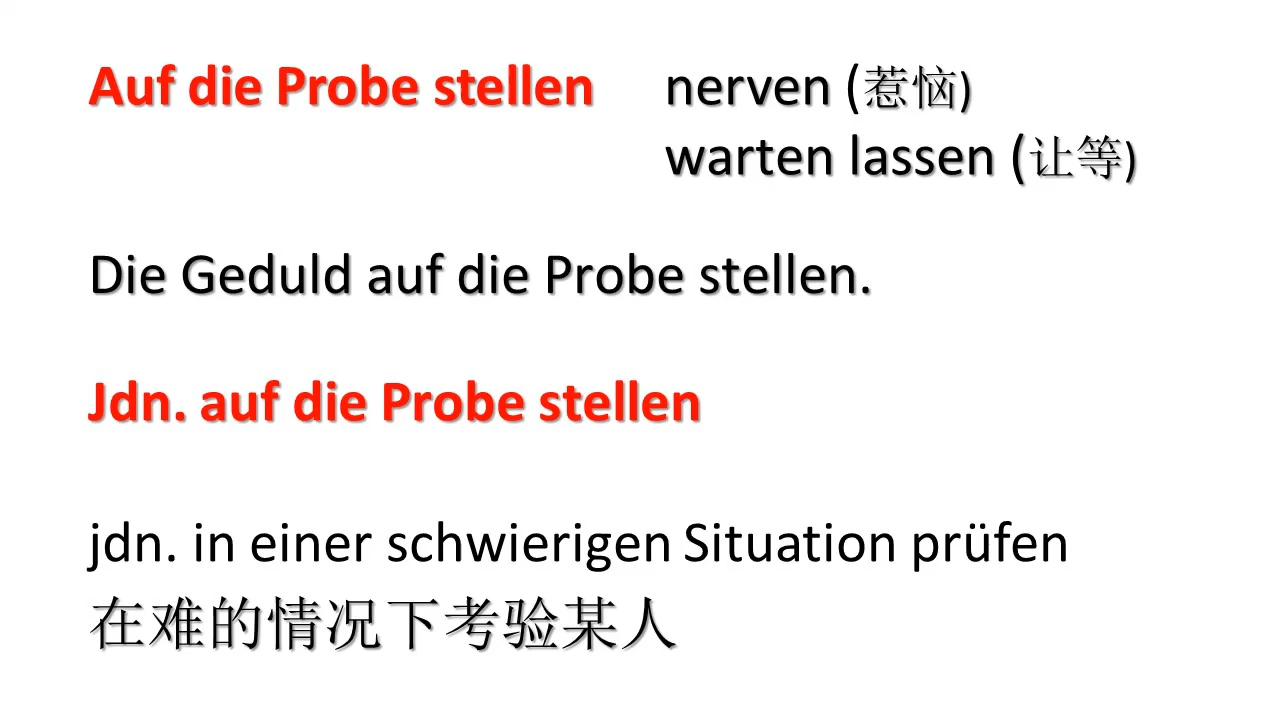 Auf die Probe stellen nerven (惹恼)
warten lassen (让等)
Die Geduld auf die Probe stellen.
Jdn. auf die Probe stellen
jdn. in einer schwierigen Situation prüfen
在难的情况下考验某人